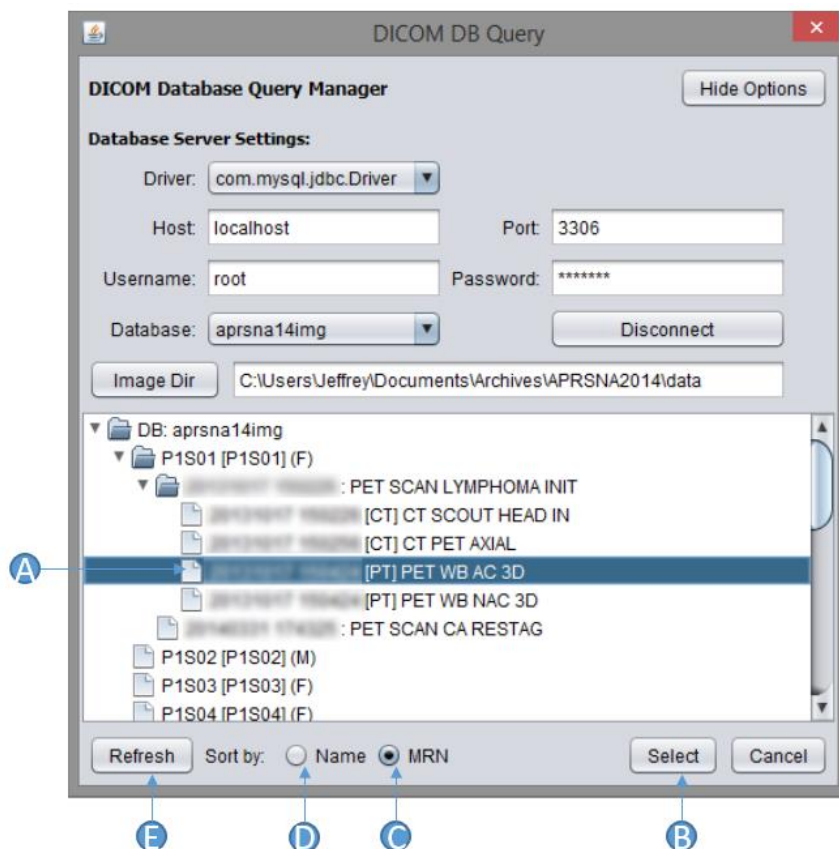 DICOM DB Query
DICOM Database Query Manager Hide Options
Database Server Settings:
Driver: com.mysql.jdbc.Driver
Host: localhost Port: 3306
Username: root Password: *******
Database: aprsna14img Disconnect
Image Dir C:\Users\Jeffrey\Documents\Archives\APRSNA2014\data
DB: aprsna14img
P1S01 [P1S01] (F)
: PET SCAN LYMPHOMA INIT
[CT] CT SCOUT HEAD IN
[CT] CT PET AXIAL
A [PT] PET WB AC 3D
[PT] PET WB NAC 3D
: PET SCAN CA RESTAG
P1S02 [P1S02] (M)
P1S03 [P1S03] (F)
P1S04 [P1S04] (F)
Refresh Sort by: Name MRN Select Cancel
E D C B